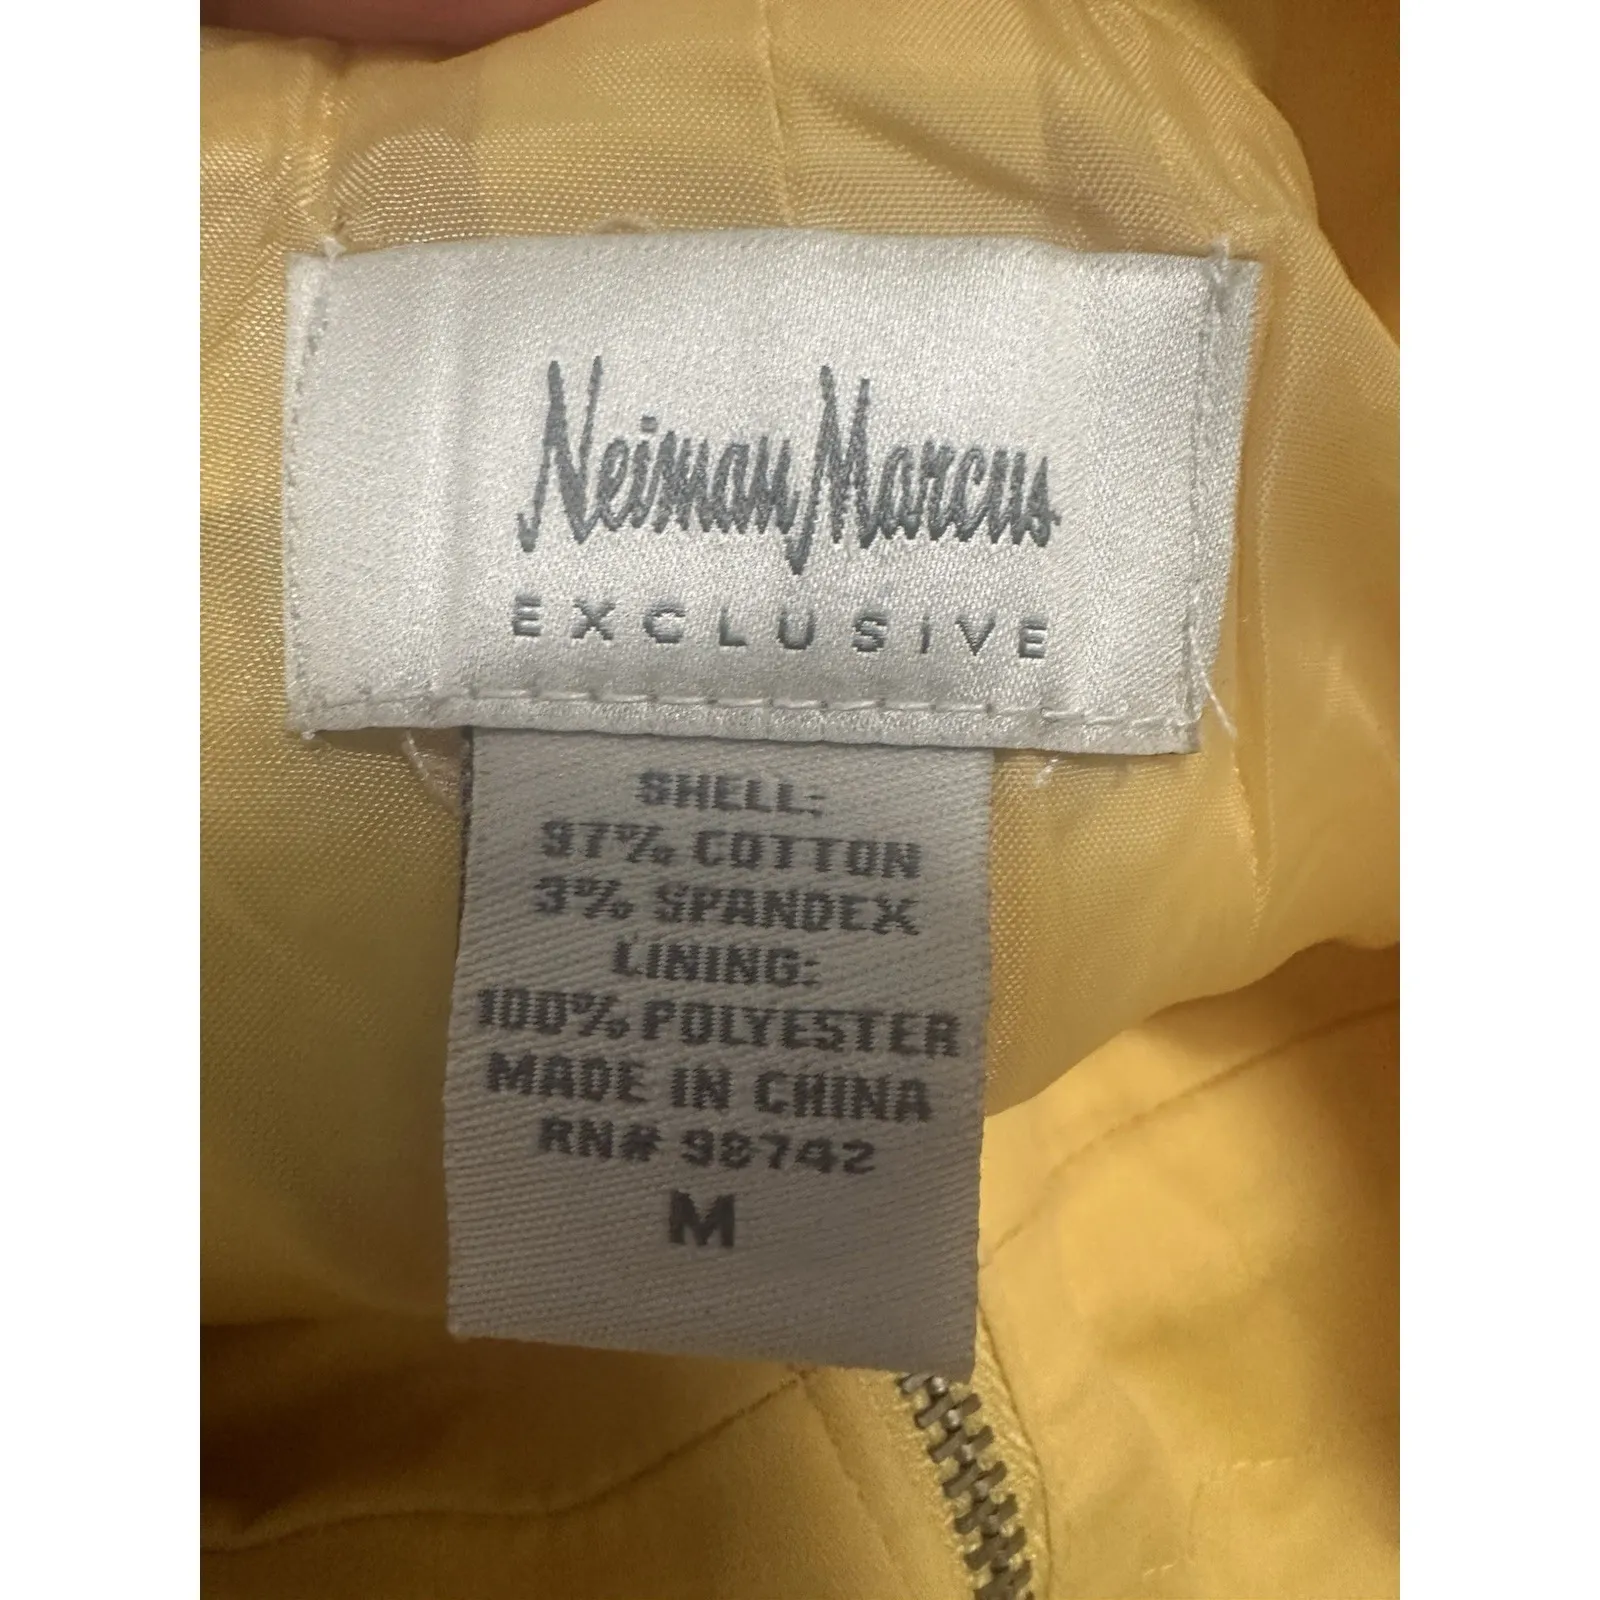 Neiman Marcus
EXCLUSIVE
SHELL:
97% COTTON
3% SPANDEX
LINING:
100% POLYESTER
MADE IN CHINA
RN# 98742
M